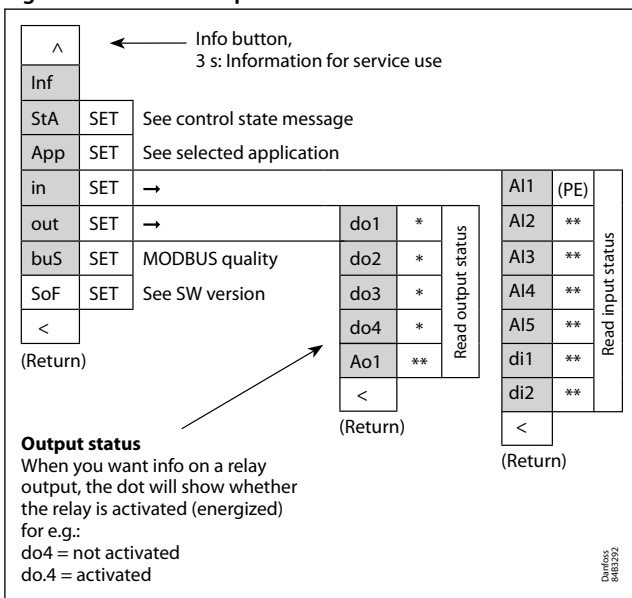 ^
Info button,
3 s: Information for service use
Inf
StA SET See control state message
App SET See selected application
in SET →
out SET →
buS SET MODBUS quality
SoF SET See SW version
<
(Return)
do1 *
do2 *
do3 *
do4 *
Ao1 **
Read output status
<
(Return)
AI1 (PE)
AI2 **
AI3 **
AI4 **
AI5 **
di1 **
di2 **
Read input status
<
(Return)
Output status
When you want info on a relay
output, the dot will show whether
the relay is activated (energized)
for e.g.:
do4 = not activated
do.4 = activated
Danfoss
84B3292